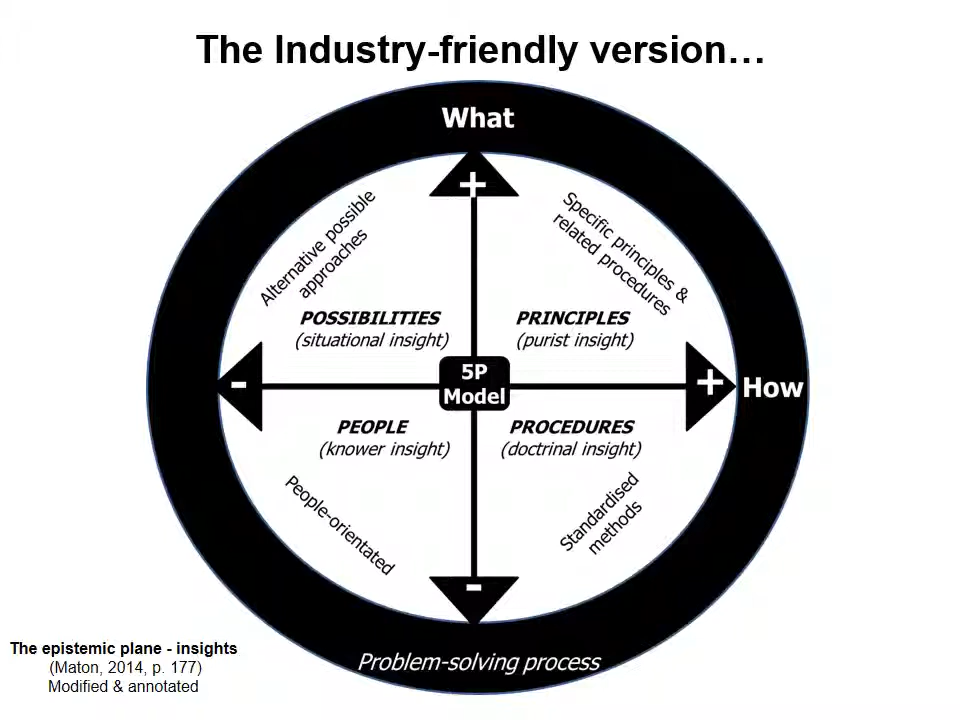 The Industry-friendly version…
What
+
Alternative possible
approaches
Specific principles &
related procedures
POSSIBILITIES
(situational insight)
PRINCIPLES
(purist insight)
-
5P
Model
+
How
PEOPLE
(knower insight)
PROCEDURES
(doctrinal insight)
People-orientated
Standardised
methods
-
Problem-solving process
The epistemic plane - insights
(Maton, 2014, p. 177)
Modified & annotated